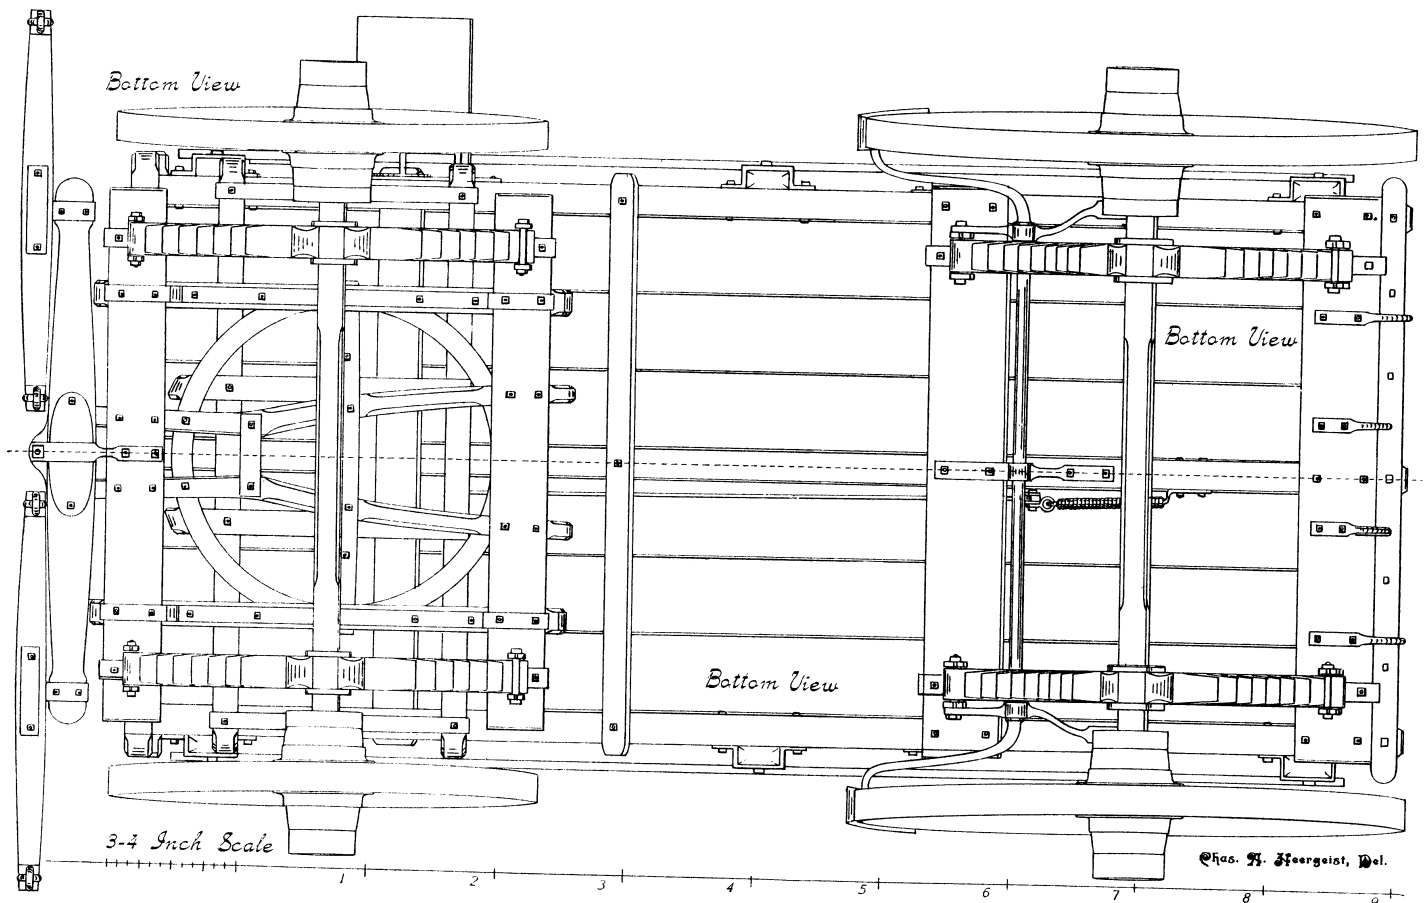 Bottom View
Bottom View
Bottom View
3-4 Inch Scale
Chas. A. Heergeist, Del.
1 2 3 4 5 6 7 8 9